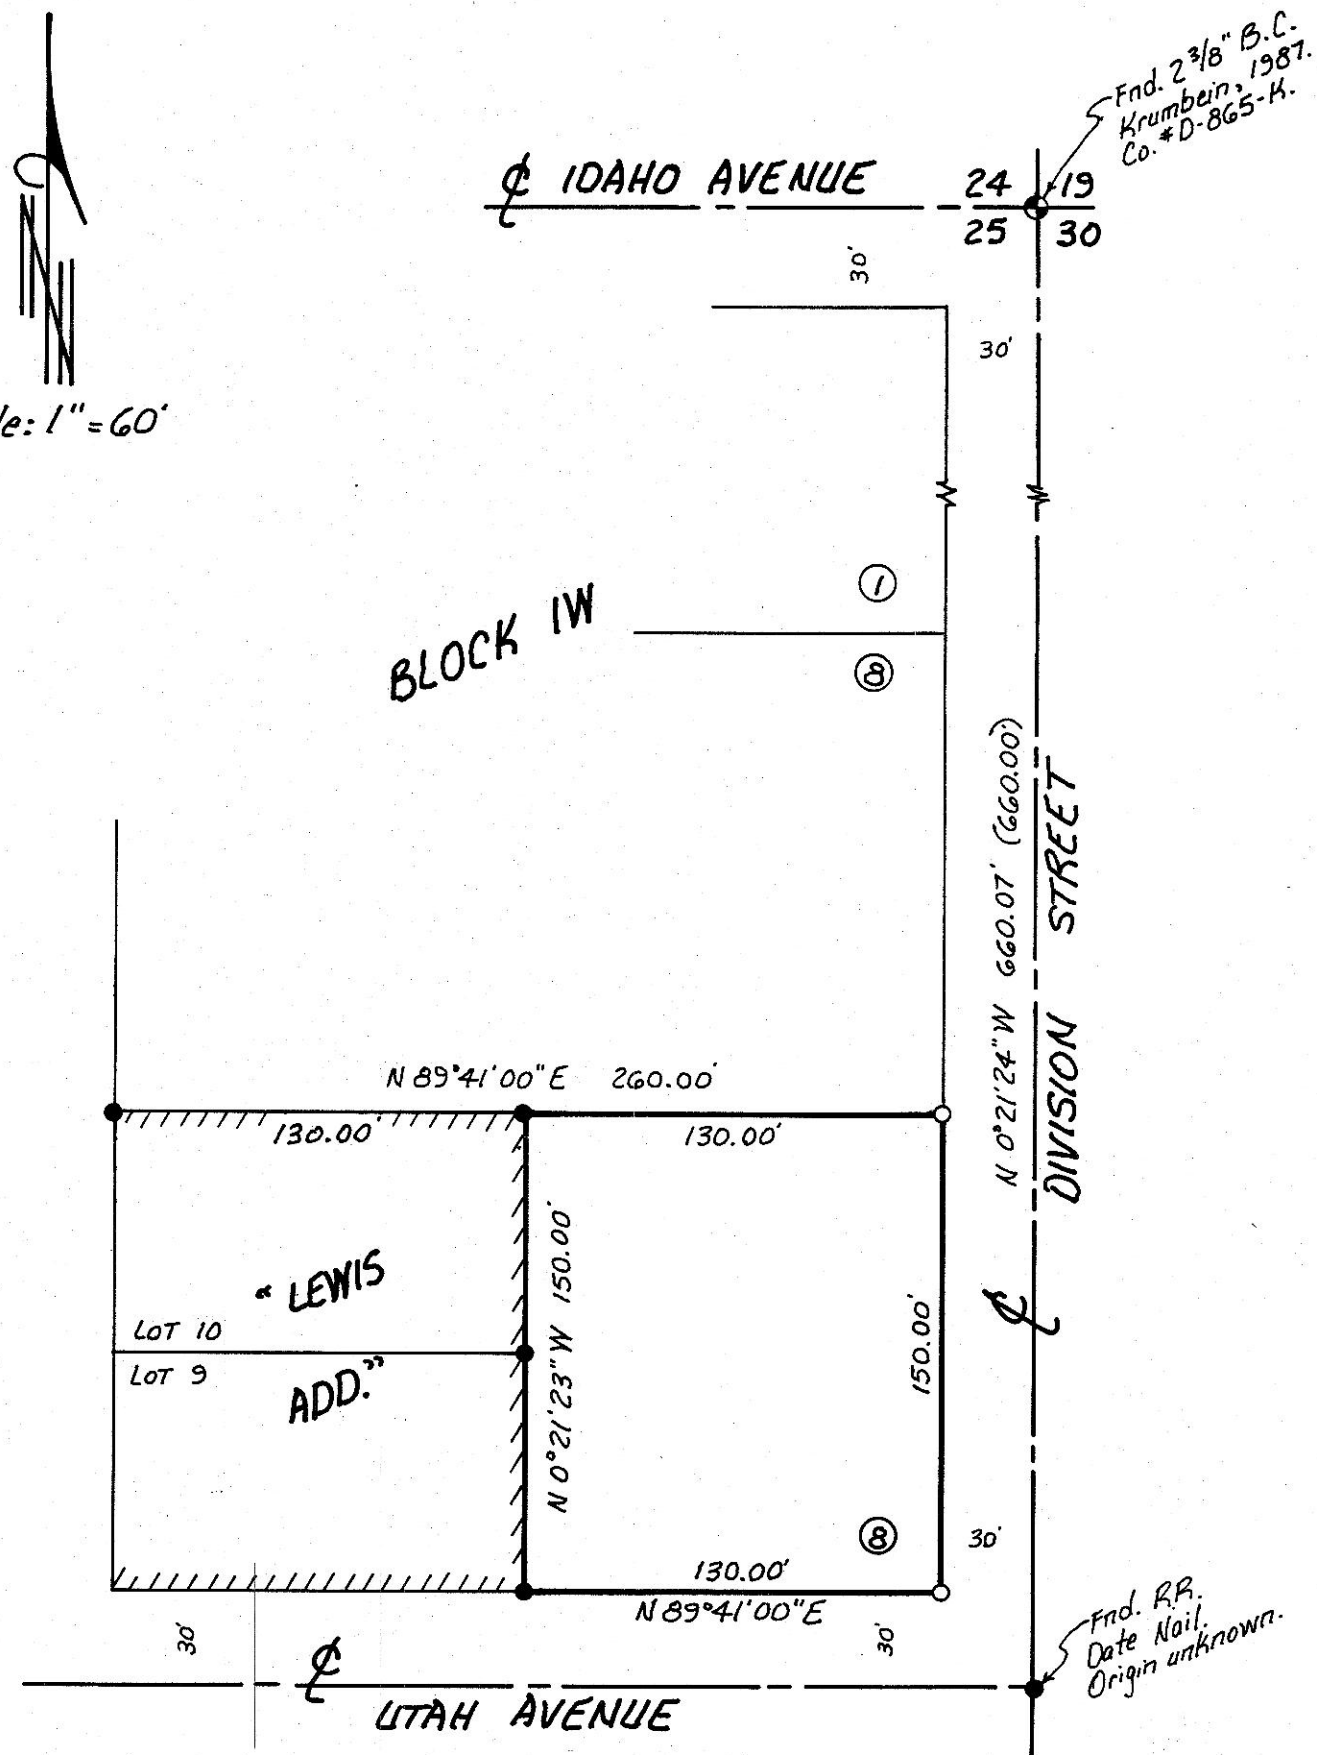 Fnd. 2 3/8" B.C.
Krumbein, 1987.
Co. #D-865-K.
N
℄ IDAHO AVENUE
24 19
25 30
30'
30'
le: 1" = 60'
1
BLOCK 1W
8
N 0°21'24" W 660.07' (660.00')
DIVISION STREET
℄
N 89°41'00" E 260.00'
130.00'
130.00'
N 0°21'23" W 150.00'
150.00'
" LEWIS
ADD."
LOT 10
LOT 9
8
30'
130.00'
N 89°41'00" E
30'
30'
Fnd. R.R.
Date Nail.
Origin unknown.
℄
UTAH AVENUE